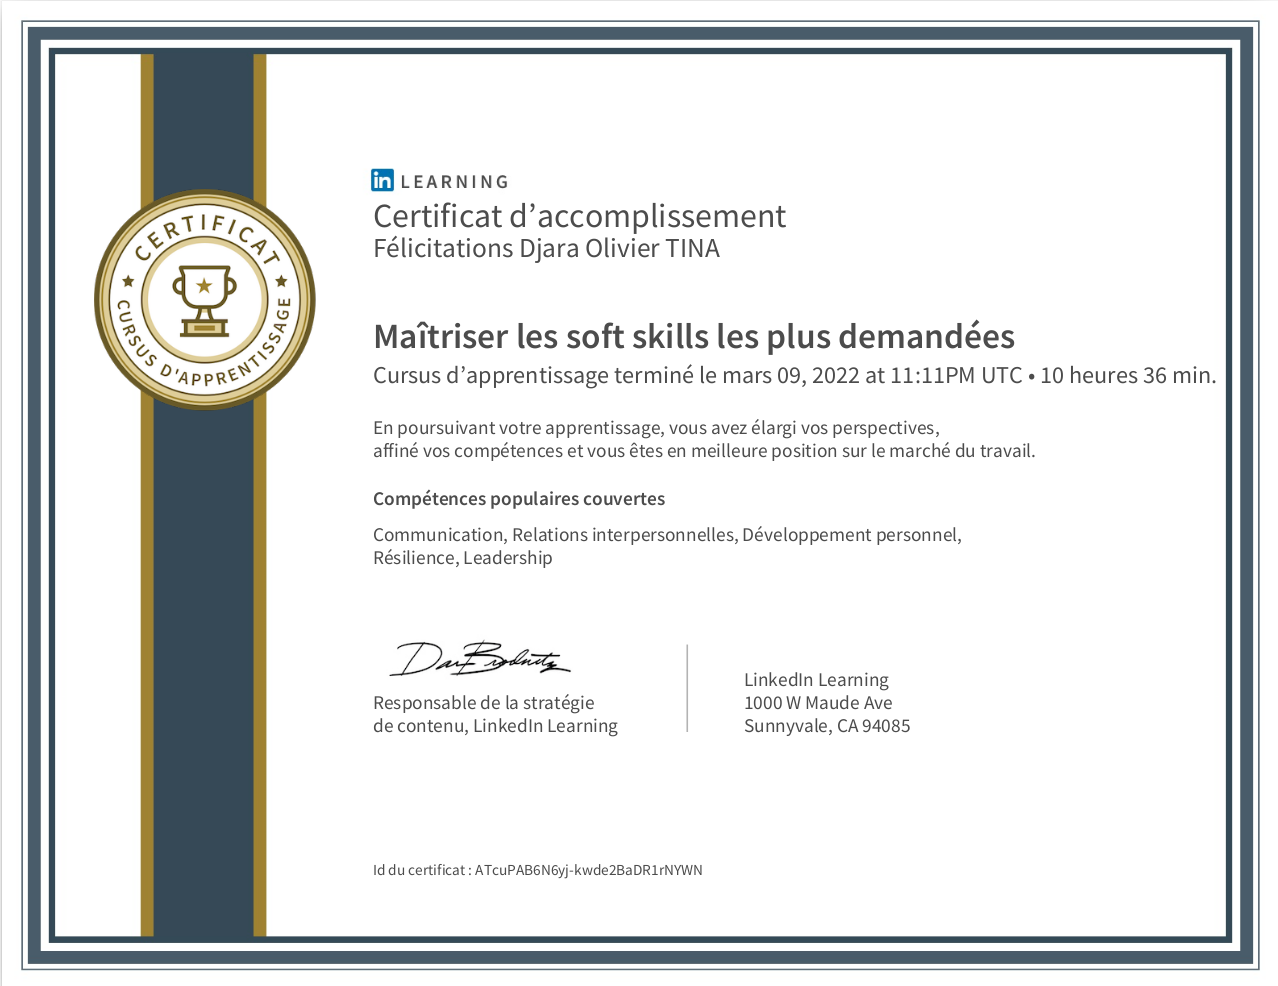 CERTIFICAT
CURSUS D'APPRENTISSAGE
in LEARNING
Certificat d’accomplissement
Félicitations Djara Olivier TINA
Maîtriser les soft skills les plus demandées
Cursus d’apprentissage terminé le mars 09, 2022 at 11:11PM UTC • 10 heures 36 min.
En poursuivant votre apprentissage, vous avez élargi vos perspectives,
affiné vos compétences et vous êtes en meilleure position sur le marché du travail.
Compétences populaires couvertes
Communication, Relations interpersonnelles, Développement personnel,
Résilience, Leadership
Dan Brodnitz
Responsable de la stratégie
de contenu, LinkedIn Learning
LinkedIn Learning
1000 W Maude Ave
Sunnyvale, CA 94085
Id du certificat : ATcuPAB6N6yj-kwde2BaDR1rNYWN